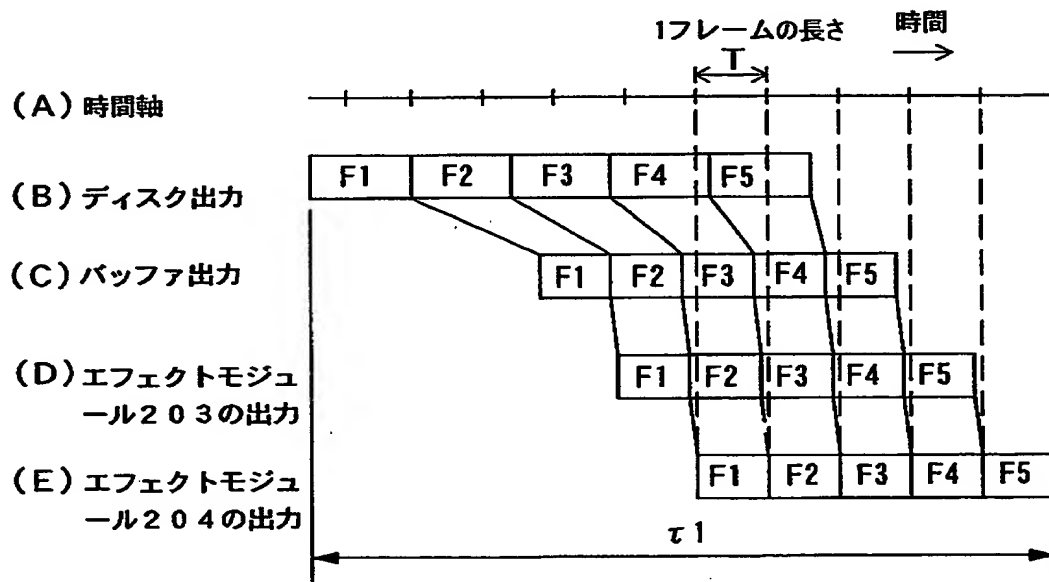 1フレームの長さ
時間
T
(A)時間軸
F1 F2 F3 F4 F5
(B)ディスク出力
(C)バッファ出力
F1 F2 F3 F4 F5
(D)エフェクトモジュ
ール203の出力
F1 F2 F3 F4 F5
(E)エフェクトモジュ
ール204の出力
F1 F2 F3 F4 F5
τ1